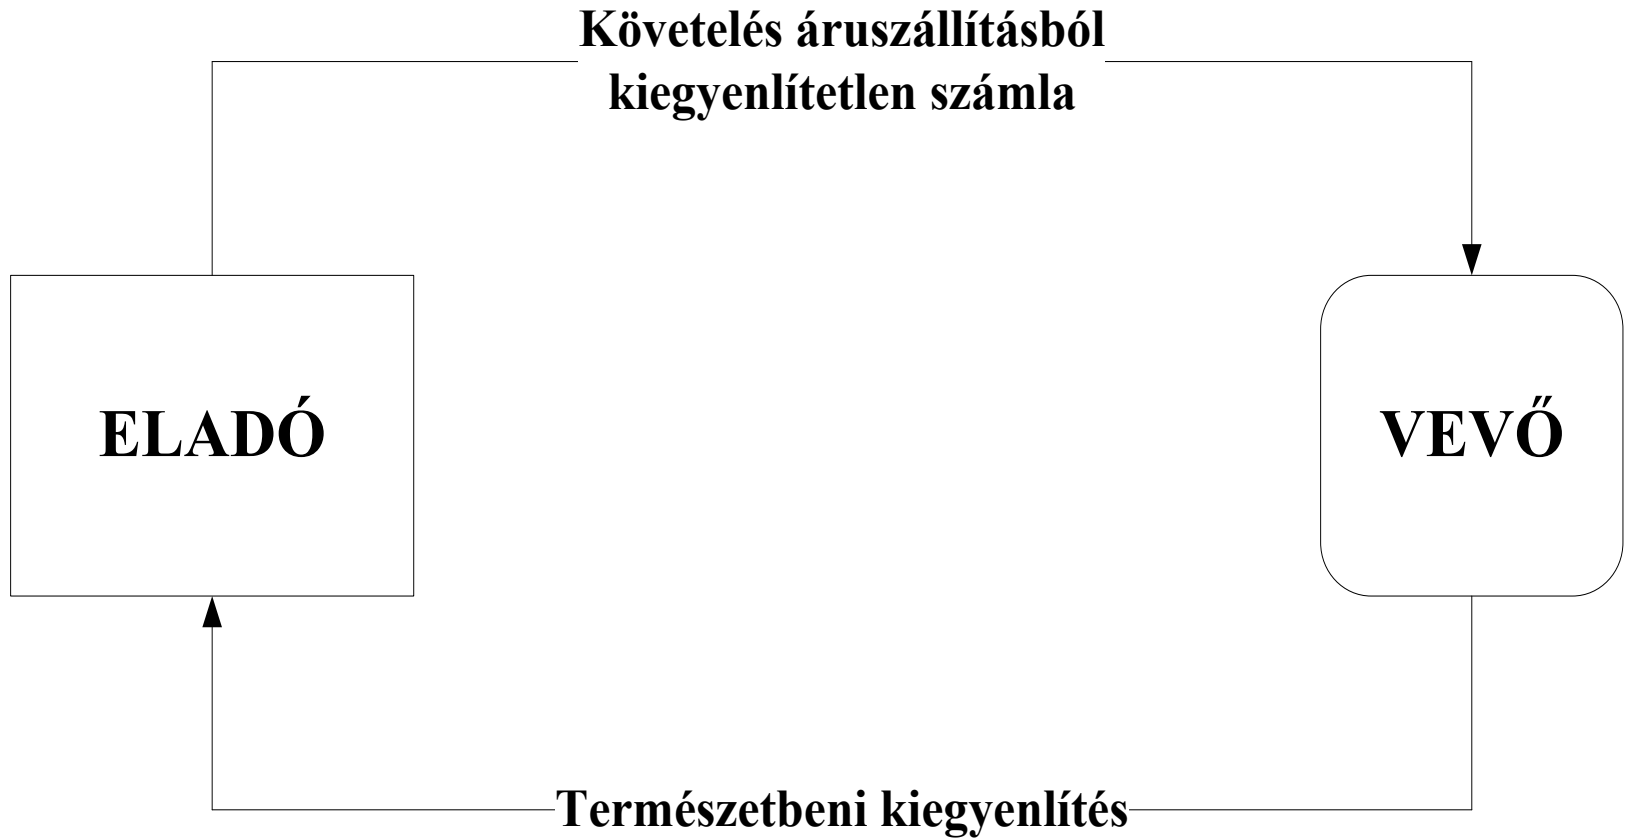 Követelés áruszállításból
kiegyenlítetlen számla
ELADÓ
VEVŐ
Természetbeni kiegyenlítés